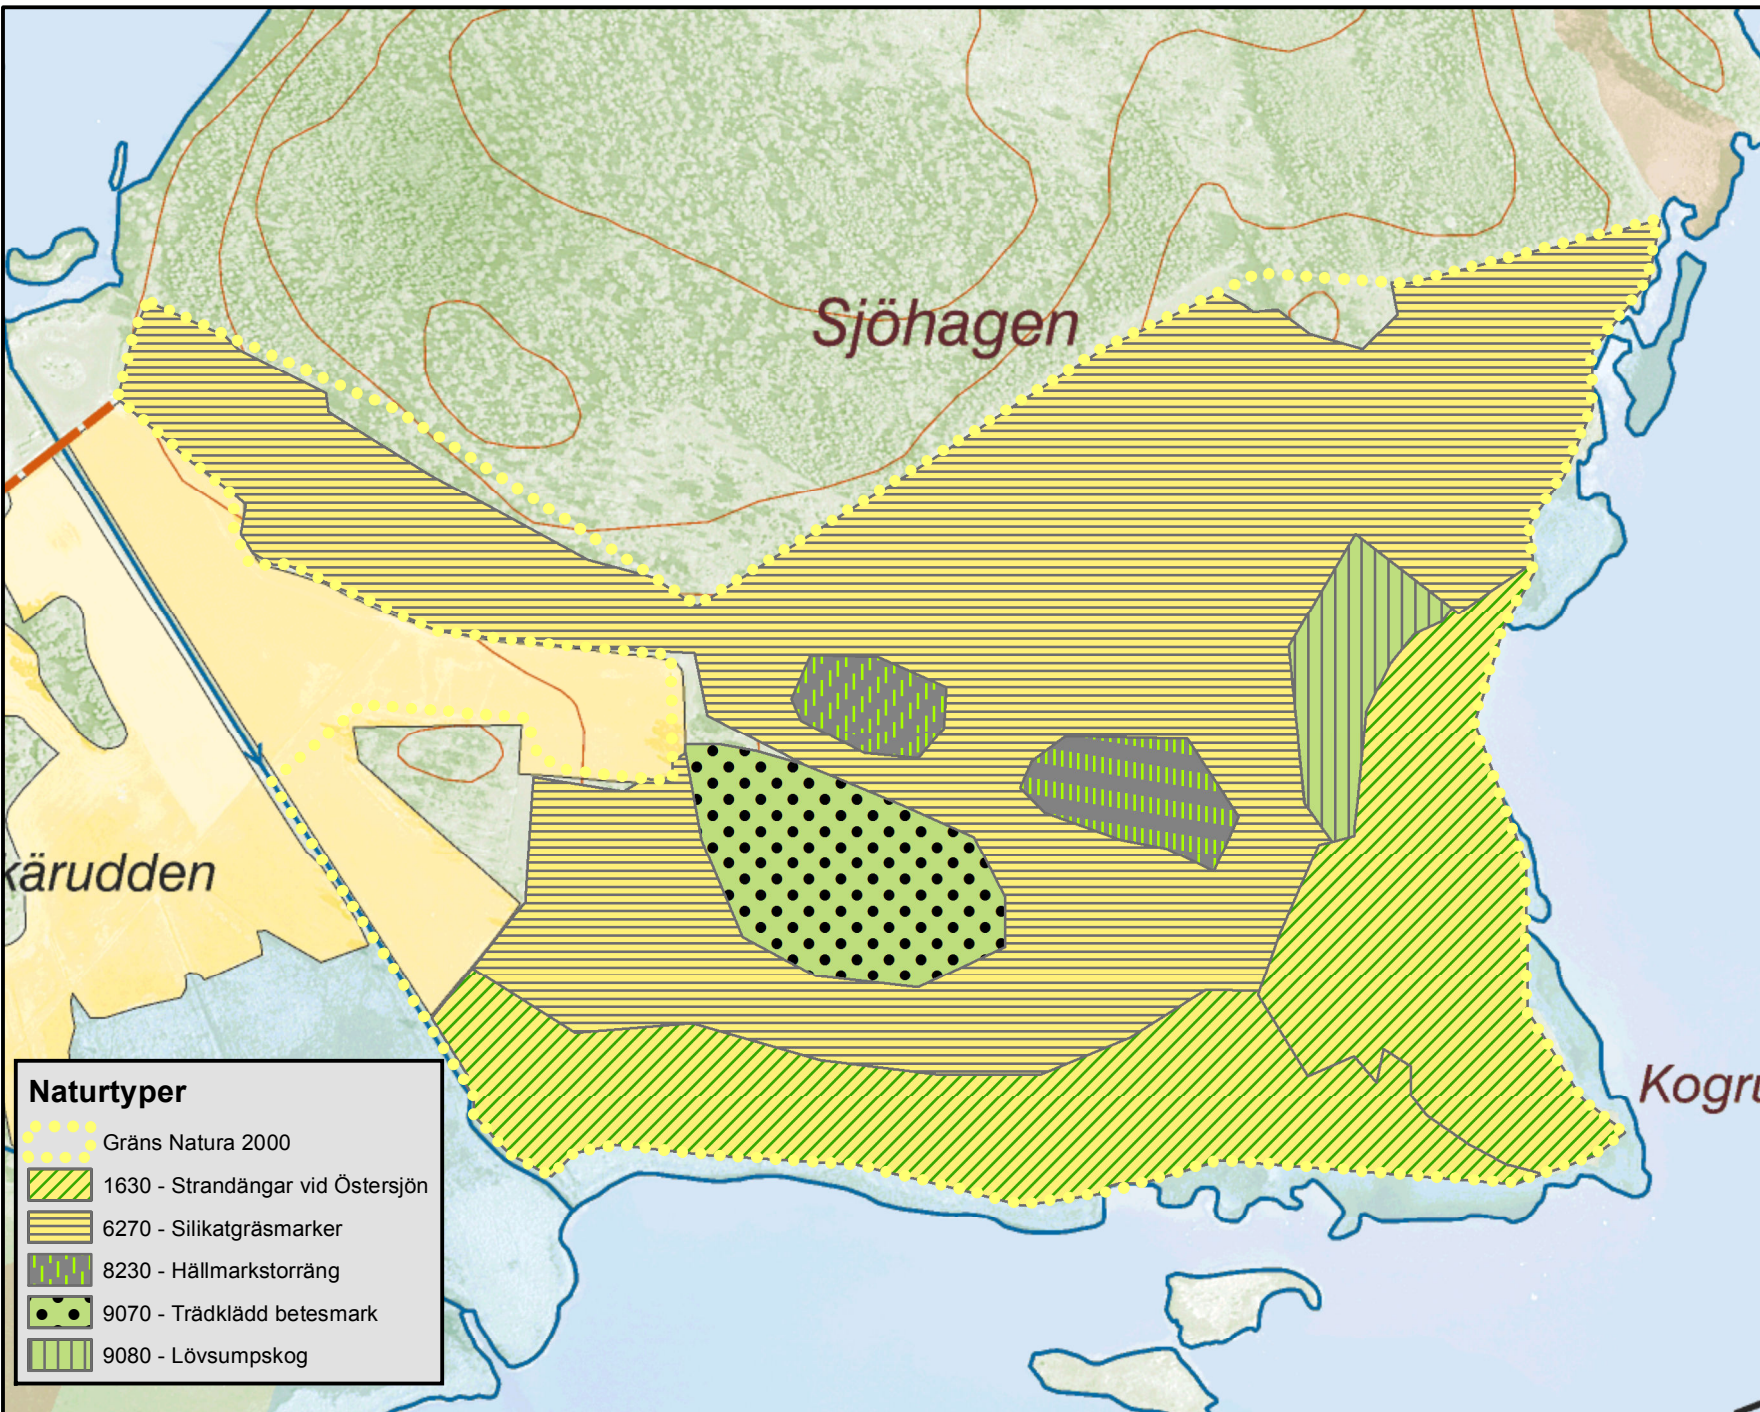 Sjöhagen
kärudden
Kogru
Naturtyper
Gräns Natura 2000
1630 - Strandängar vid Östersjön
6270 - Silikatgräsmarker
8230 - Hällmarkstorräng
9070 - Trädklädd betesmark
9080 - Lövsumpskog